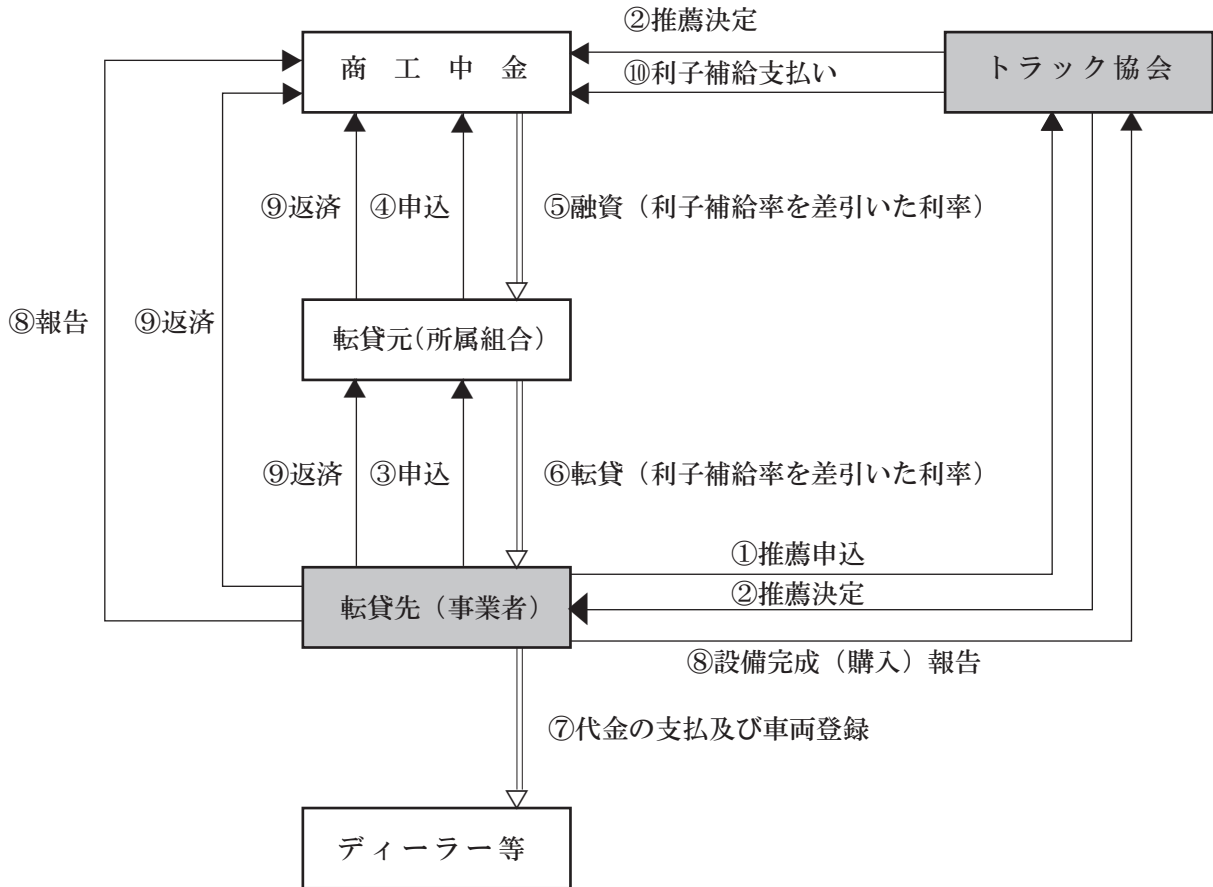 ②推薦決定
商工中金
トラック協会
⑩利子補給支払い
⑨返済
④申込
⑤融資（利子補給率を差引いた利率）
⑧報告
⑨返済
転貸元（所属組合）
⑨返済
③申込
⑥転貸（利子補給率を差引いた利率）
①推薦申込
転貸先（事業者）
②推薦決定
⑧設備完成（購入）報告
⑦代金の支払及び車両登録
ディーラー等